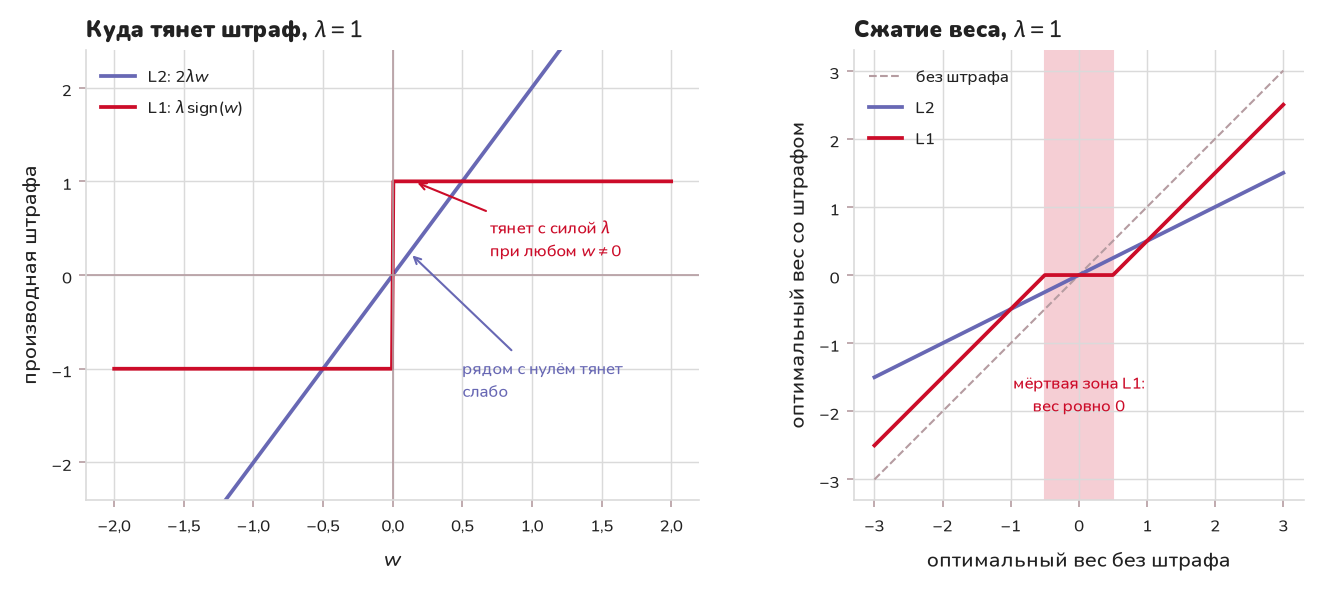 Куда тянет штраф, λ = 1
L2: 2λw
L1: λ sign(w)
2
1
0
−1
−2
производная штрафа
тянет с силой λ
при любом w ≠ 0
рядом с нулём тянет
слабо
−2,0 −1,5 −1,0 −0,5 0,0 0,5 1,0 1,5 2,0
w
Сжатие веса, λ = 1
без штрафа
L2
L1
3
2
1
0
−1
−2
−3
оптимальный вес со штрафом
мёртвая зона L1:
вес ровно 0
−3 −2 −1 0 1 2 3
оптимальный вес без штрафа